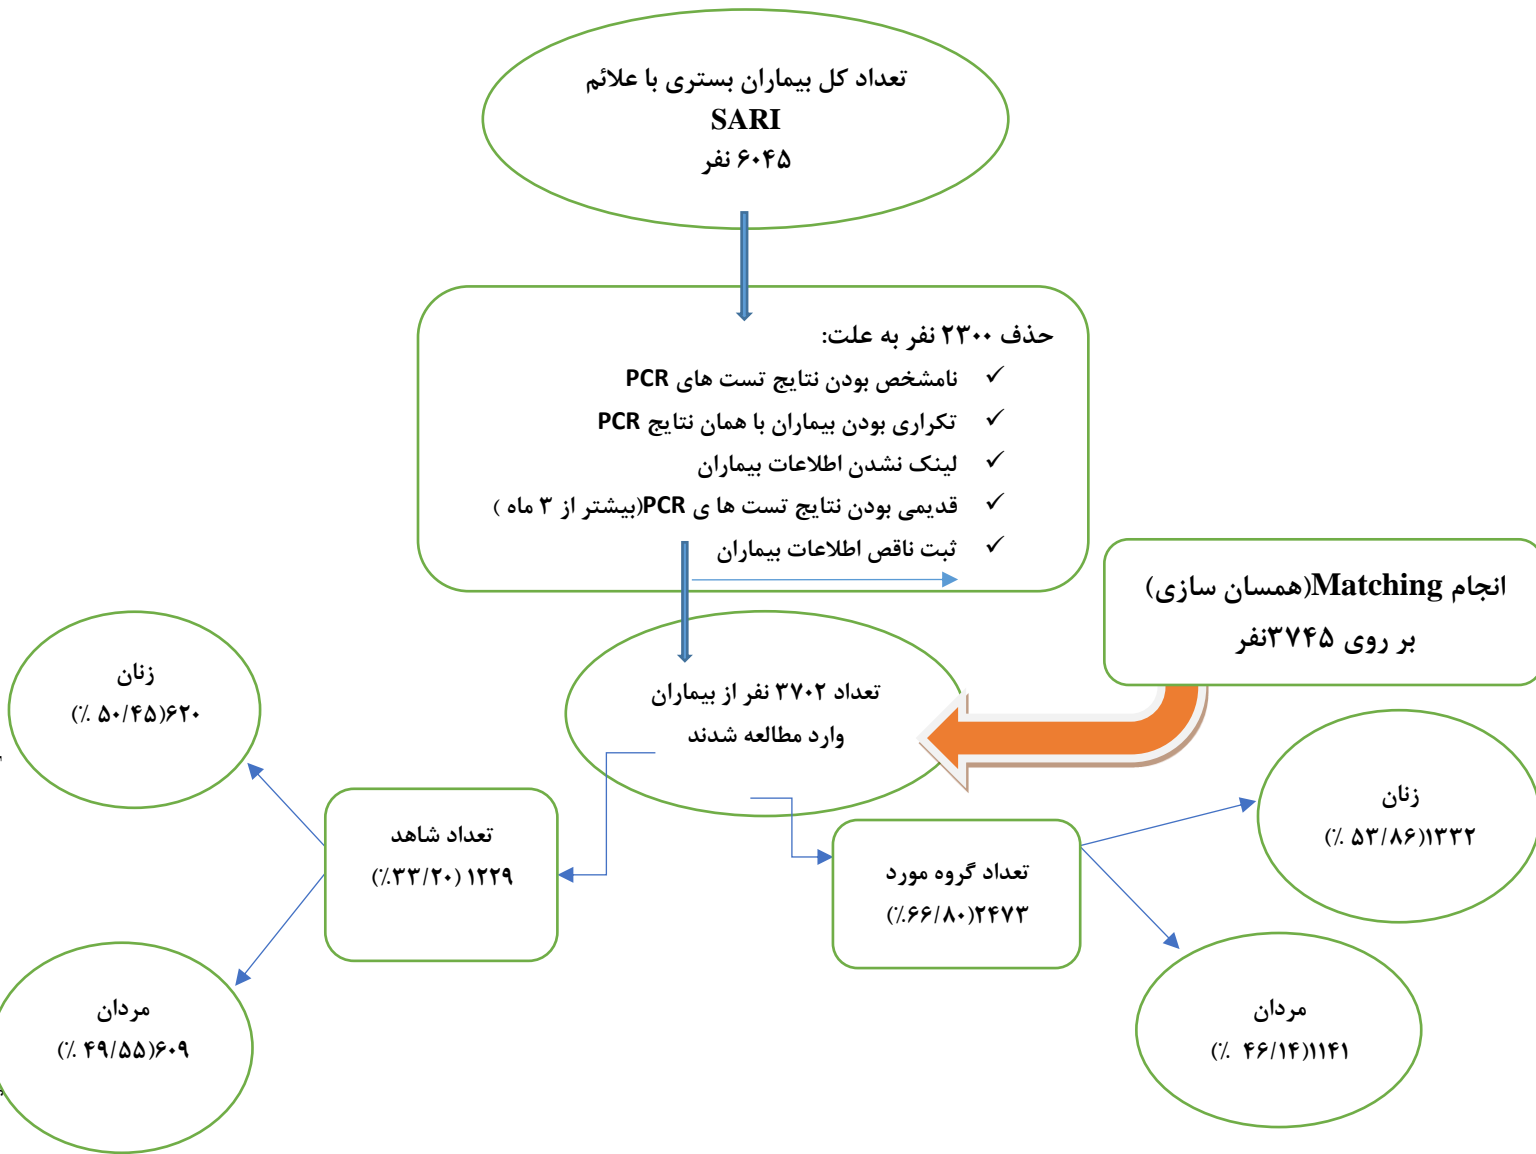 تعداد کل بیماران بستری با علائم
SARI
۶۰۴۵ نفر
حذف ۲۳۰۰ نفر به علت:
✓ نامشخص بودن نتایج تست های PCR
✓ تکراری بودن بیماران با همان نتایج PCR
✓ لینک نشدن اطلاعات بیماران
✓ قدیمی بودن نتایج تست ها ی PCR(بیشتر از ۳ ماه )
✓ ثبت ناقص اطلاعات بیماران
انجام Matching(همسان سازی)
بر روی ۳۷۴۵نفر
تعداد ۳۷۰۲ نفر از بیماران
وارد مطالعه شدند
تعداد گروه مورد
۲۴۷۳(۶۶/۸۰٪)
زنان
۱۳۳۲(۵۳/۸۶ ٪)
مردان
۱۱۴۱(۴۶/۱۴ ٪)
تعداد شاهد
۱۲۲۹ (۳۳/۲۰٪)
زنان
۶۲۰(۵۰/۴۵ ٪)
مردان
۶۰۹(۴۹/۵۵ ٪)